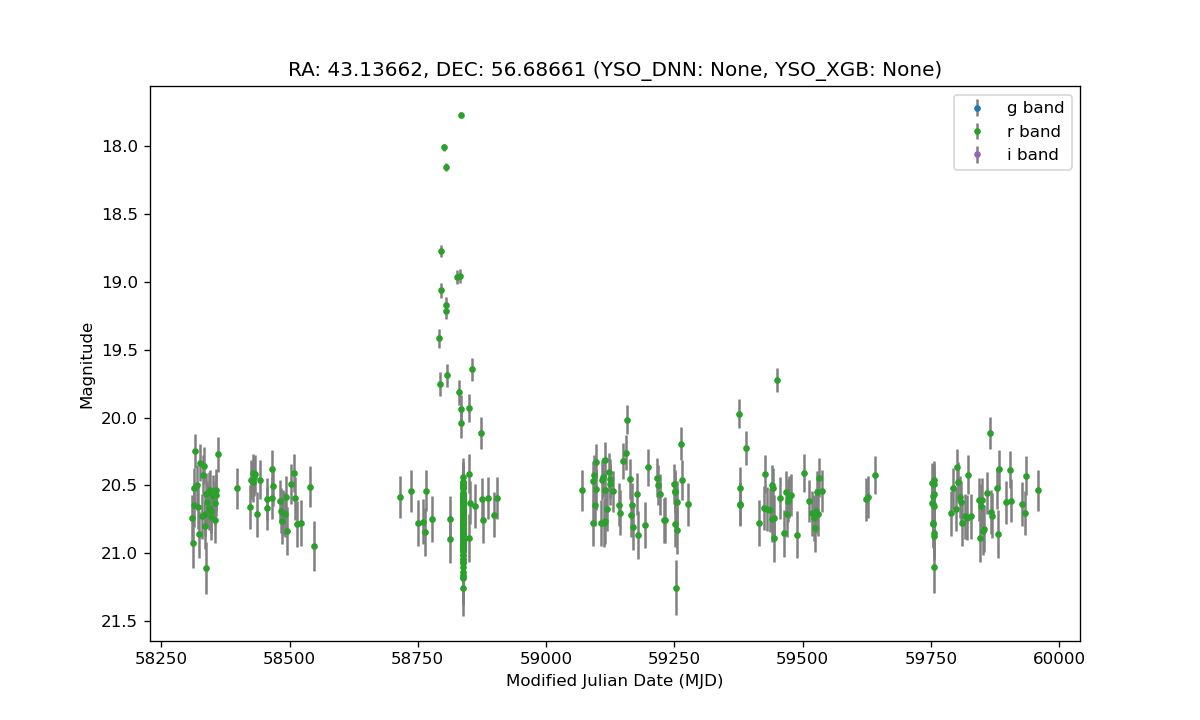 RA: 43.13662, DEC: 56.68661 (YSO_DNN: None, YSO_XGB: None)
g band
r band
i band
18.0
18.5
19.0
19.5
20.0
20.5
21.0
21.5
Magnitude
58250 58500 58750 59000 59250 59500 59750 60000
Modified Julian Date (MJD)